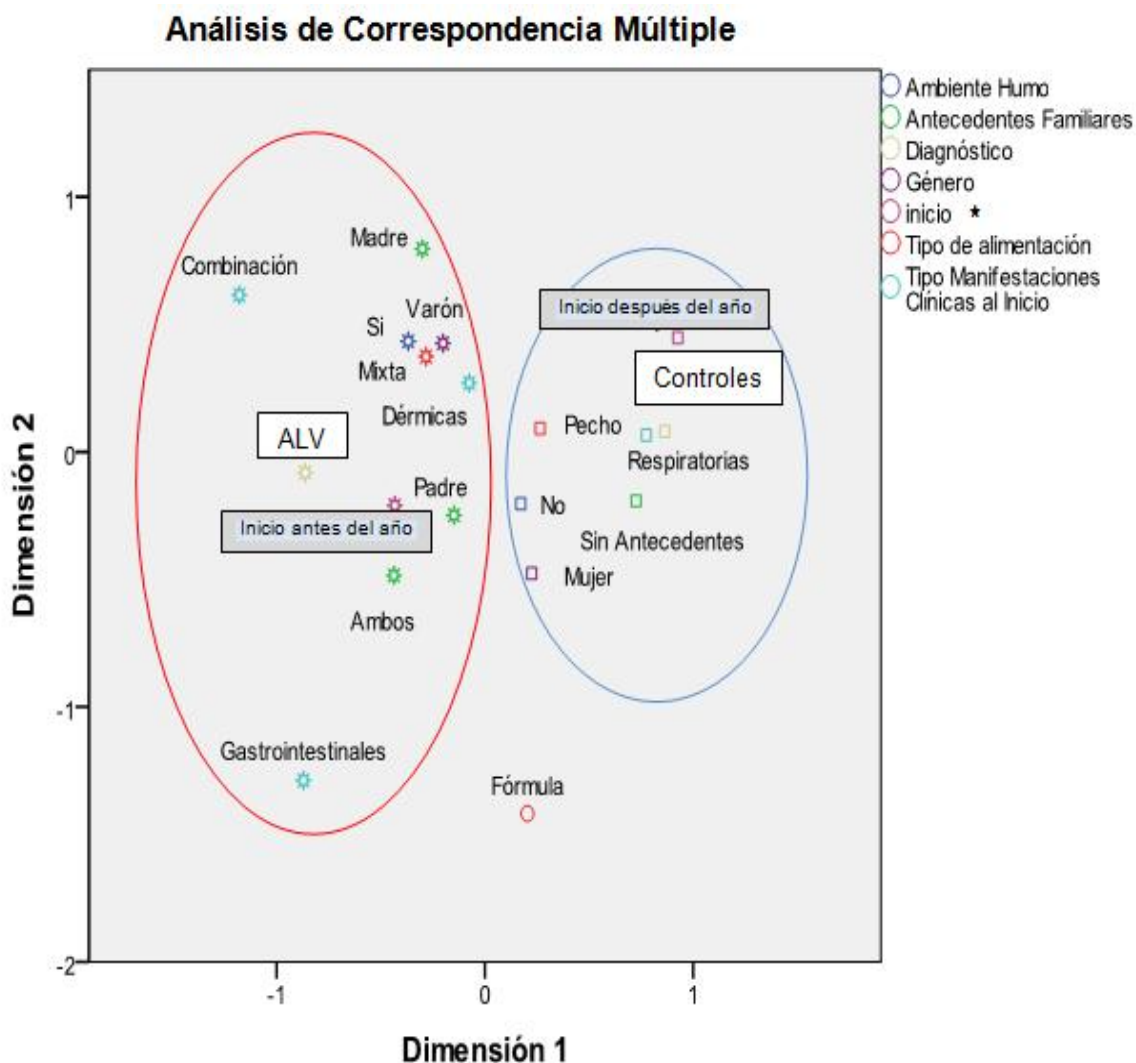 Análisis de Correspondencia Múltiple
Ambiente Humo
Antecedentes Familiares
Diagnóstico
Género
inicio *
Tipo de alimentación
Tipo Manifestaciones
Clínicas al Inicio
Dimensión 2
1
0
-1
-2
Madre
Combinación
Varón
Si
Mixta
Dérmicas
ALV
Padre
Inicio antes del año
Ambos
Gastrointestinales
Inicio después del año
Controles
Pecho
Respiratorias
No
Sin Antecedentes
Mujer
Fórmula
-1
0
1
Dimensión 1